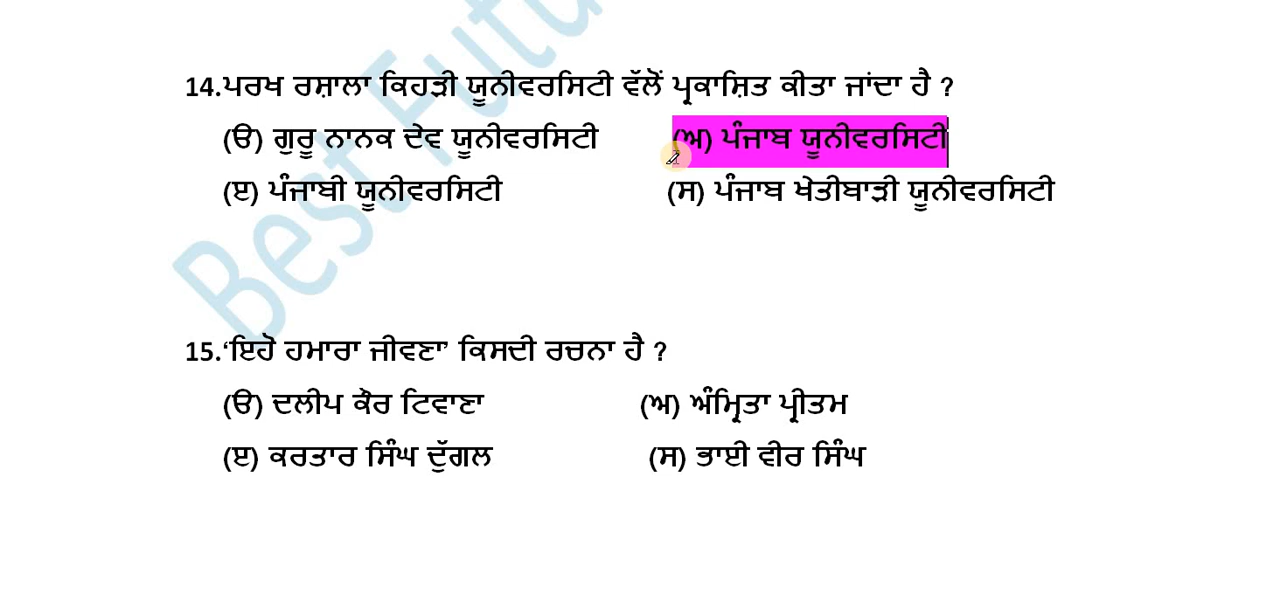 14.ਪਰਖ ਰਸ਼ਾਲਾ ਕਿਹੜੀ ਯੂਨੀਵਰਸਿਟੀ ਵੱਲੋਂ ਪ੍ਰਕਾਸ਼ਿਤ ਕੀਤਾ ਜਾਂਦਾ ਹੈ ?
(ੳ) ਗੁਰੂ ਨਾਨਕ ਦੇਵ ਯੂਨੀਵਰਸਿਟੀ (ਅ) ਪੰਜਾਬ ਯੂਨੀਵਰਸਿਟੀ
(ੲ) ਪੰਜਾਬੀ ਯੂਨੀਵਰਸਿਟੀ (ਸ) ਪੰਜਾਬ ਖੇਤੀਬਾੜੀ ਯੂਨੀਵਰਸਿਟੀ
15.‘ਇਹੋ ਹਮਾਰਾ ਜੀਵਣਾ’ ਕਿਸਦੀ ਰਚਨਾ ਹੈ ?
(ੳ) ਦਲੀਪ ਕੌਰ ਟਿਵਾਣਾ (ਅ) ਅੰਮ੍ਰਿਤਾ ਪ੍ਰੀਤਮ
(ੲ) ਕਰਤਾਰ ਸਿੰਘ ਦੁੱਗਲ (ਸ) ਭਾਈ ਵੀਰ ਸਿੰਘ
Best